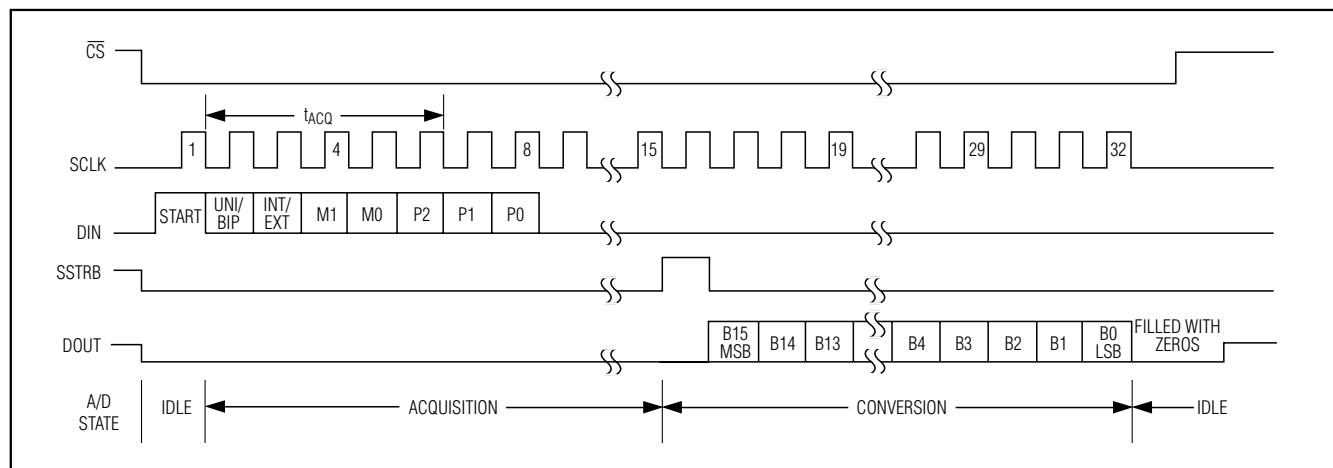 CS
tACQ
SCLK 1 4 8 15 19 29 32
DIN START UNI/ BIP INT/ EXT M1 M0 P2 P1 P0
SSTRB
DOUT B15 MSB B14 B13 B4 B3 B2 B1 B0 LSB FILLED WITH ZEROS
A/D STATE IDLE ACQUISITION CONVERSION IDLE